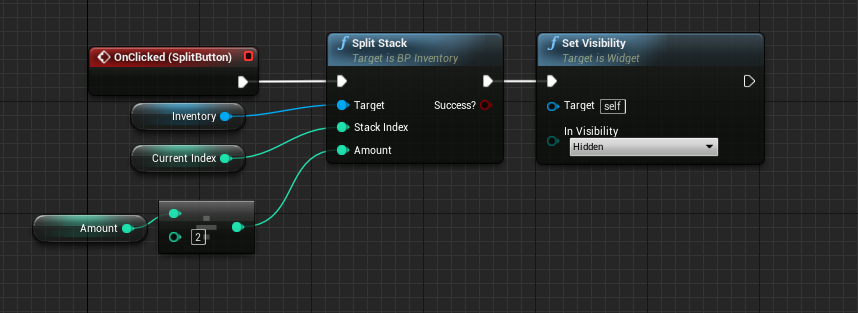 OnClicked (SplitButton)
Inventory
Current Index
Amount
2
f Split Stack
Target is BP Inventory
Target
Success?
Stack Index
Amount
f Set Visibility
Target is Widget
Target self
In Visibility
Hidden